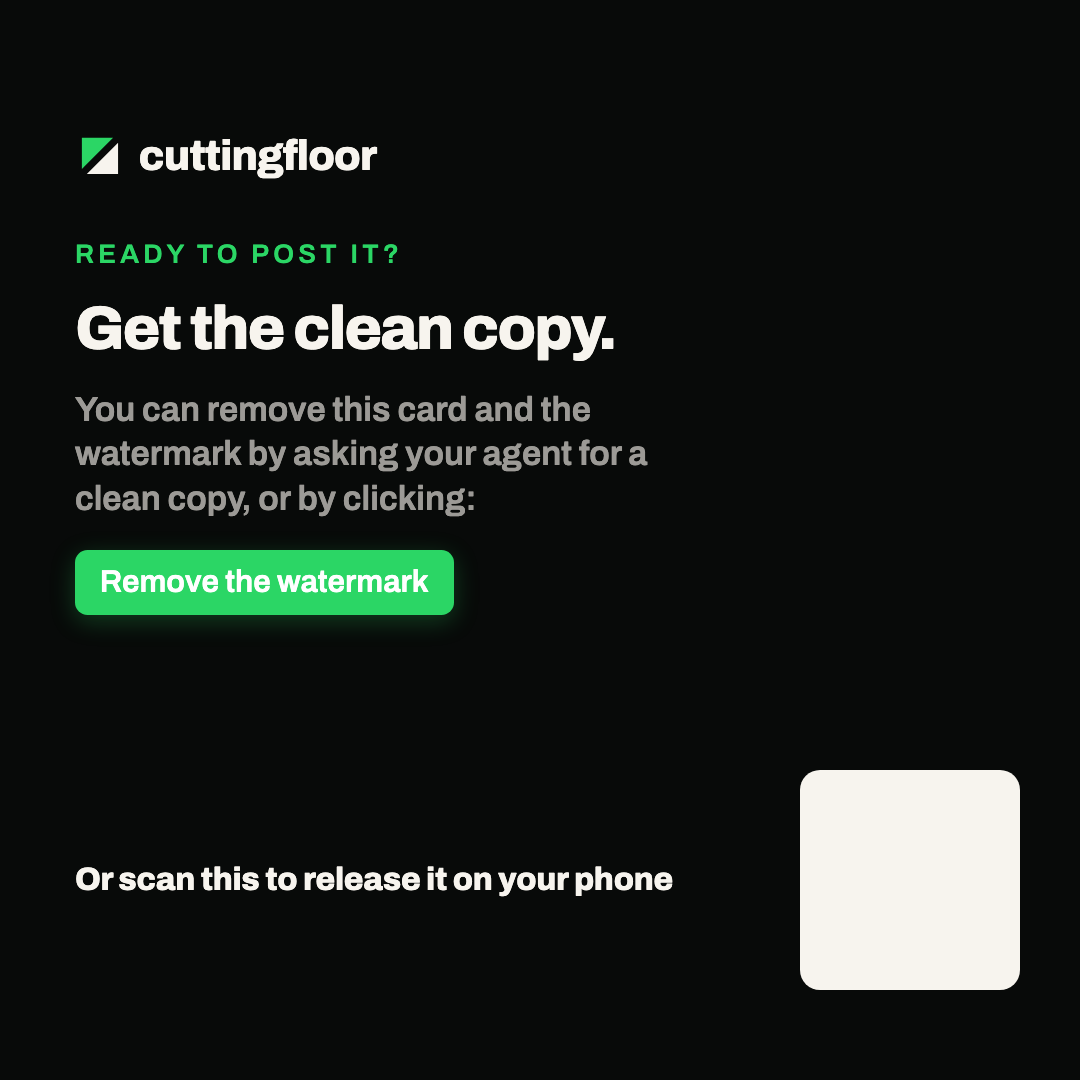 cuttingfloor
READY TO POST IT?
Get the clean copy.
You can remove this card and the
watermark by asking your agent for a
clean copy, or by clicking:
Remove the watermark
Or scan this to release it on your phone